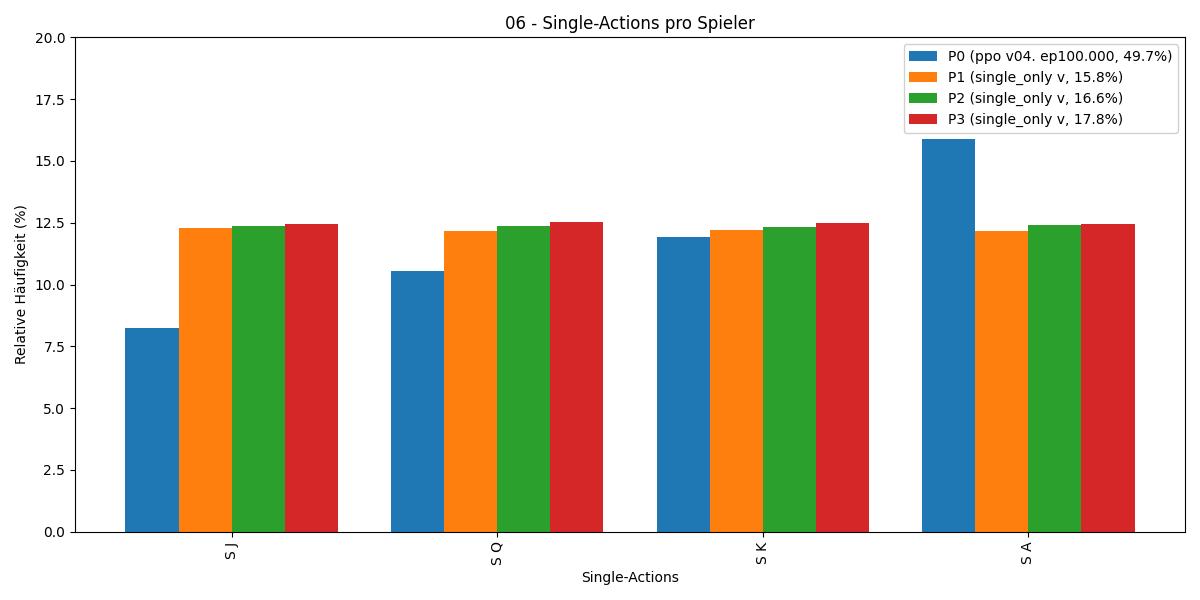 06 - Single-Actions pro Spieler
P0 (ppo v04. ep100.000, 49.7%)
P1 (single_only v, 15.8%)
P2 (single_only v, 16.6%)
P3 (single_only v, 17.8%)
20.0
17.5
15.0
12.5
10.0
7.5
5.0
2.5
0.0
Relative Häufigkeit (%)
S J
S Q
S K
S A
Single-Actions